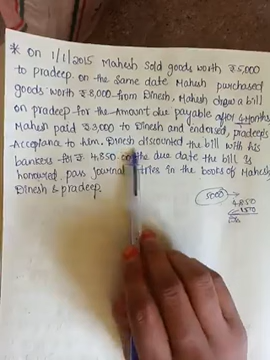 * On 1/1/2015 Mahesh Sold goods worth ₹ 5,000
to pradeep on the same date Mahesh purchased
goods worth ₹ 8,000 from Dinesh. Mahesh drew a bill
on pradeep for the amount due payable after 4 Months
Mahesh paid ₹ 3,000 to Dinesh and endorsed, pradeep's
Acceptance to him. Dinesh discounted the bill with his
bankers for ₹ 4,850 on the due date the bill is
honoured. pass journal in the books of Mahesh
Dinesh & pradeep.
5000
4,850